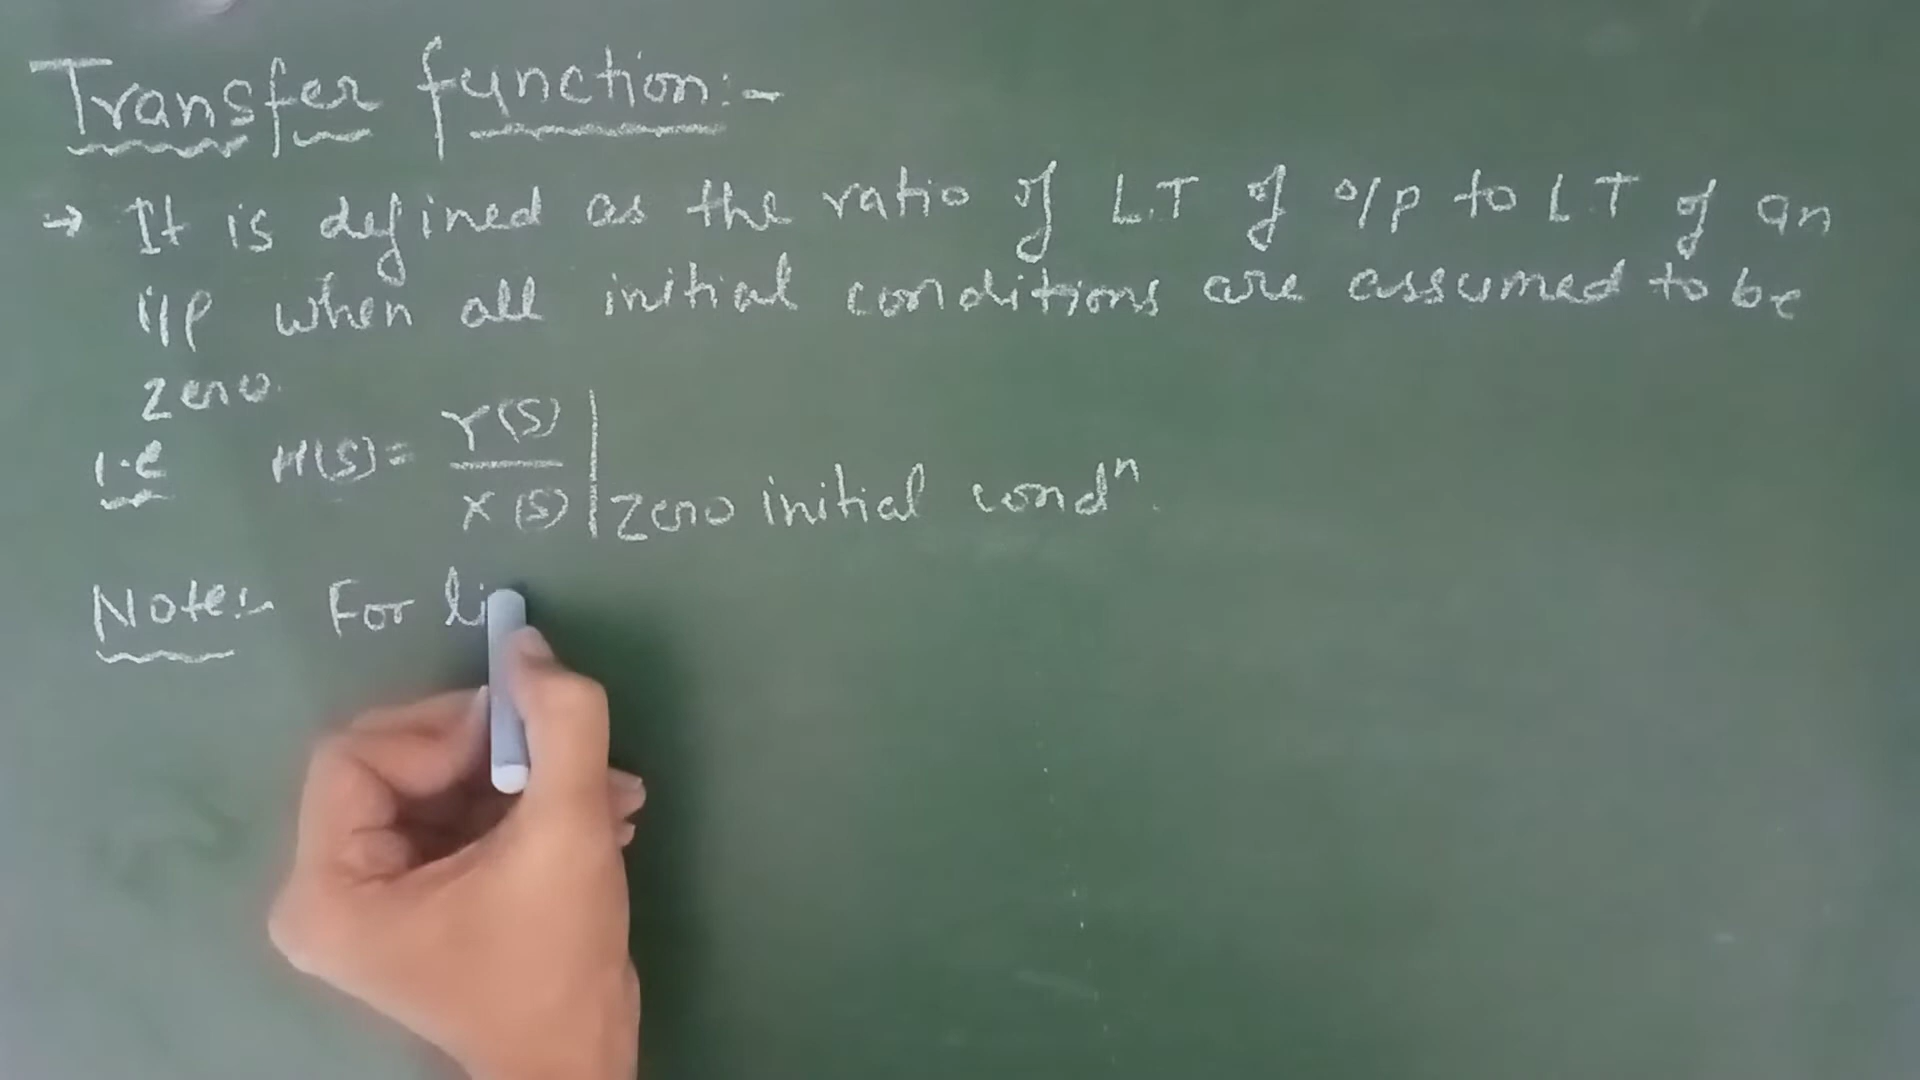 Transfer function:-
→ It is defined as the ratio of L.T of o/p to L.T of an
i/p when all initial conditions are assumed to be
zero.
i.e H(s) = Y(s) / X(s) | zero initial condⁿ.
Note:- For li